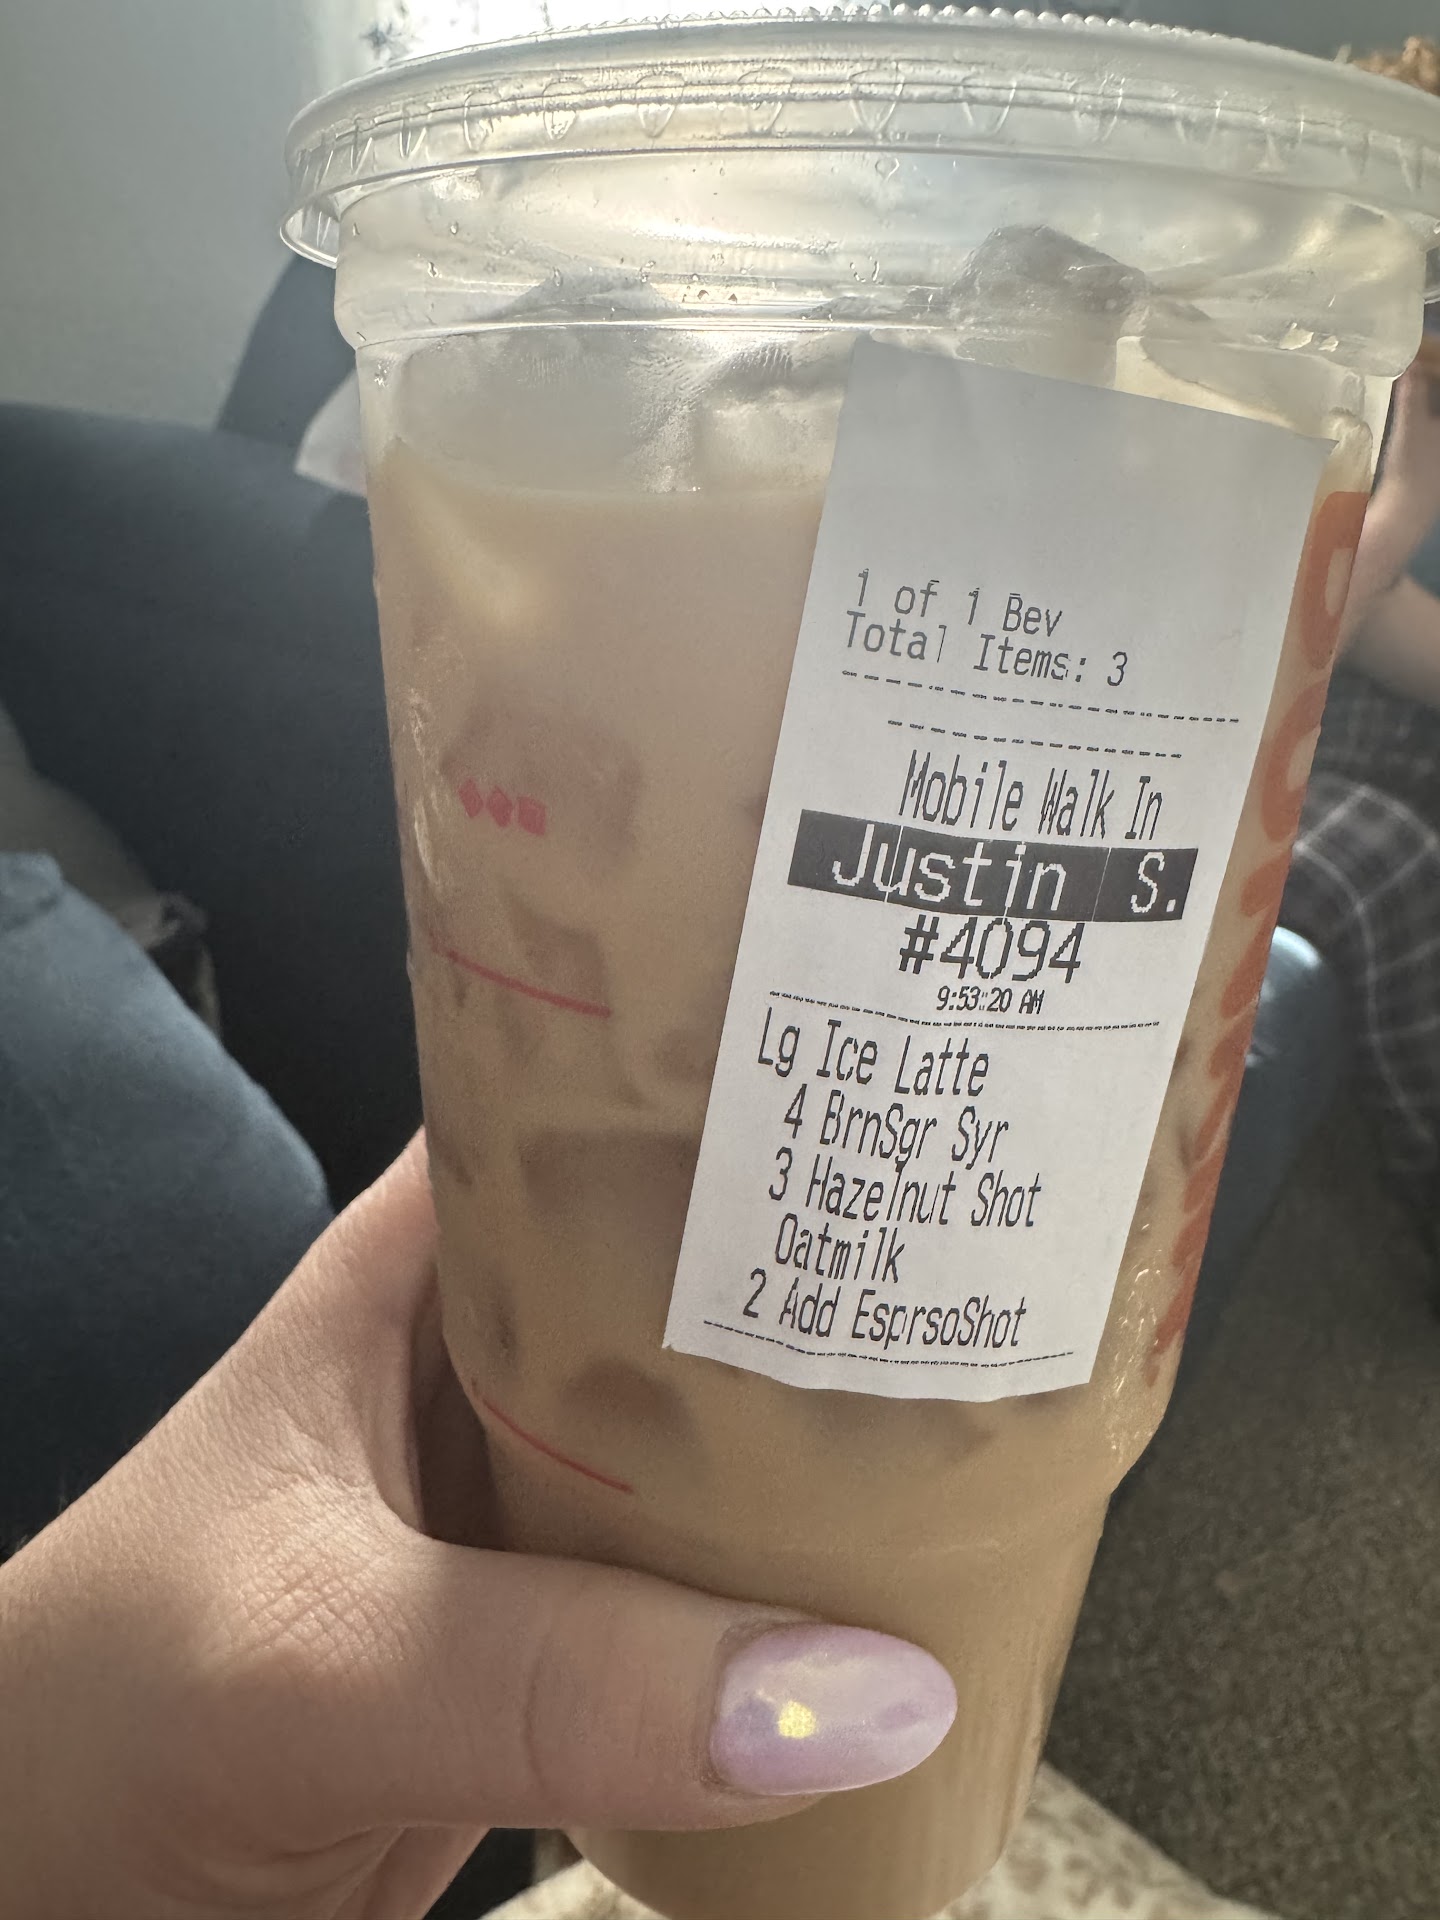 1 of 1 Bev
Total Items: 3
Mobile Walk In
Justin S.
#4094
9:53:20 AM
Lg Ice Latte
4 BrnSgr Syr
3 Hazelnut Shot
Oatmilk
2 Add EsprsoShot